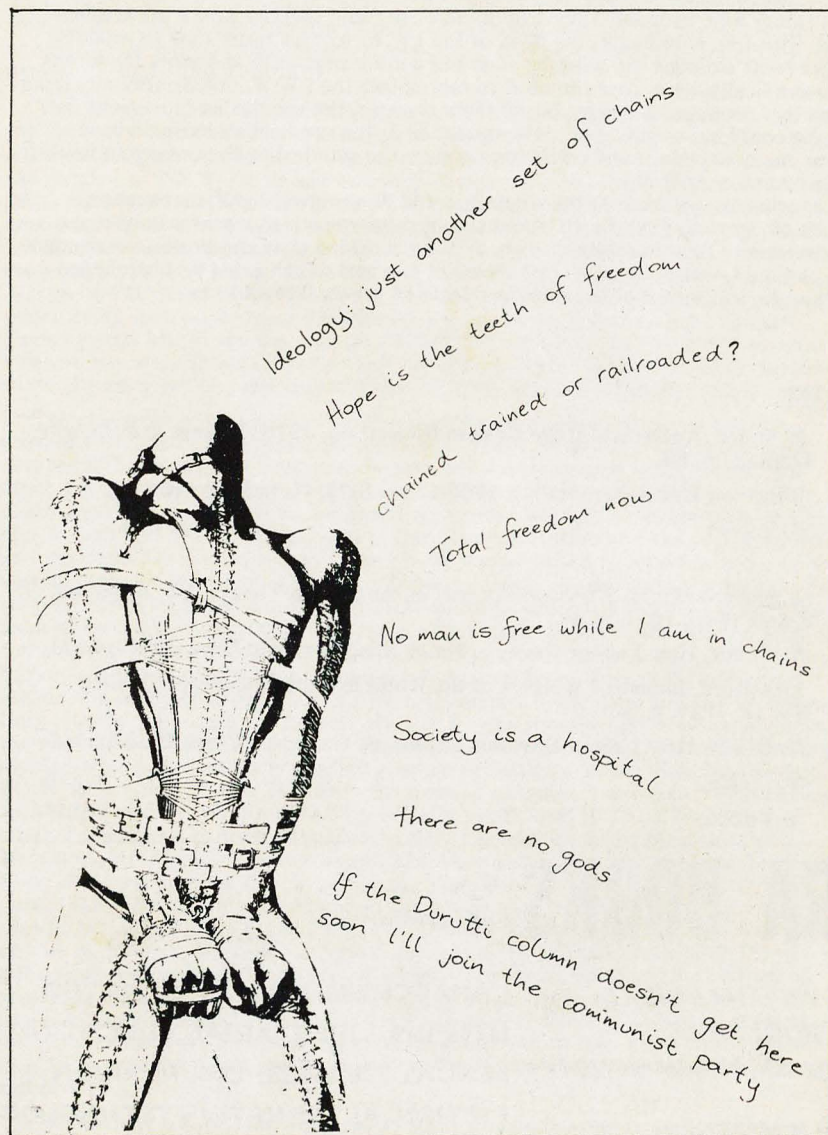 Ideology: just another set of chains
Hope is the teeth of freedom
chained trained or railroaded?
Total freedom now
No man is free while I am in chains
Society is a hospital
there are no gods
If the Durutti column doesn't get here
soon I'll join the communist party